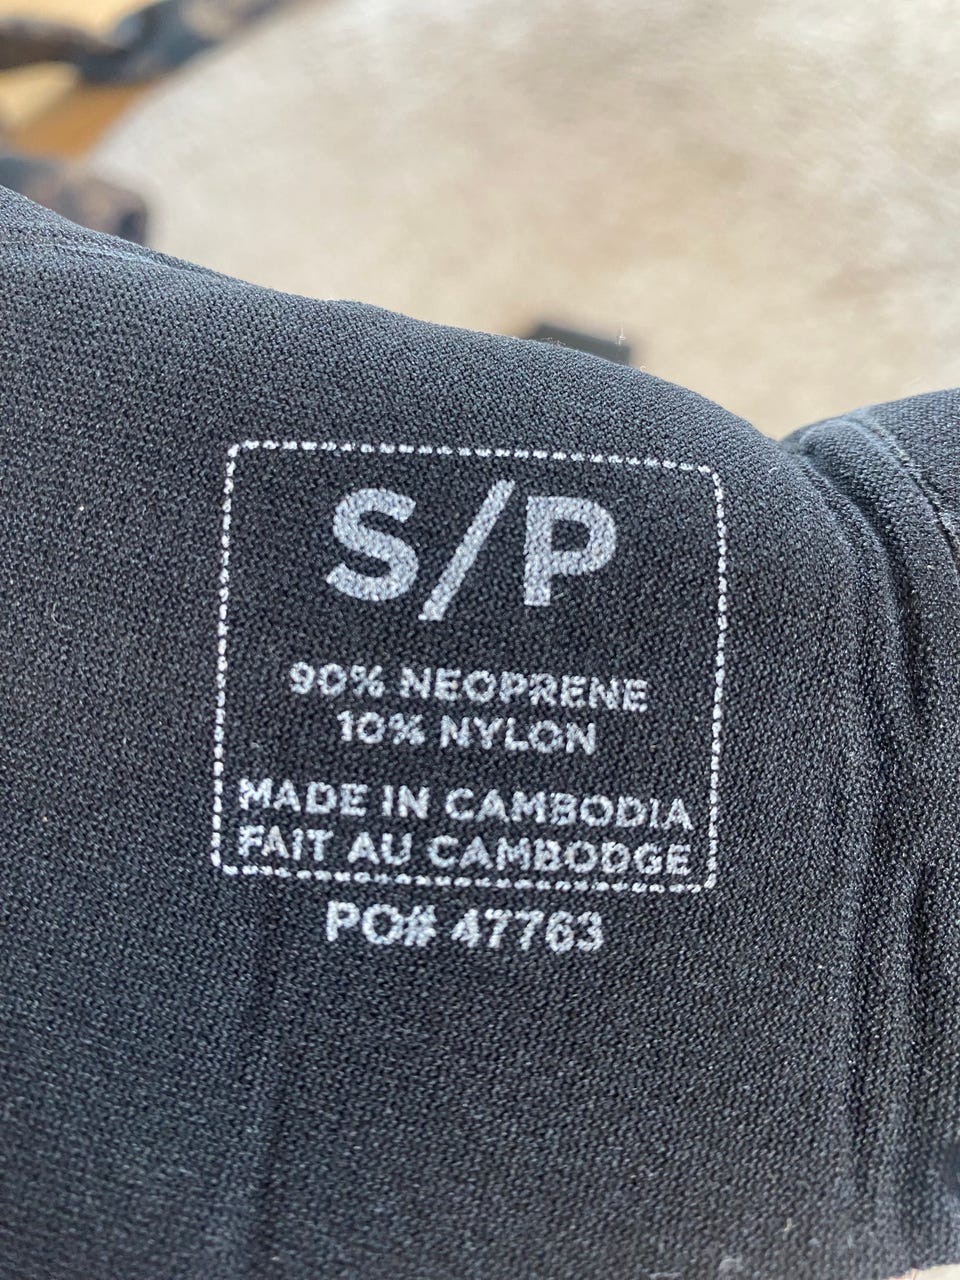 S/P
90% NEOPRENE
10% NYLON
MADE IN CAMBODIA
FAIT AU CAMBODGE
PO# 47763